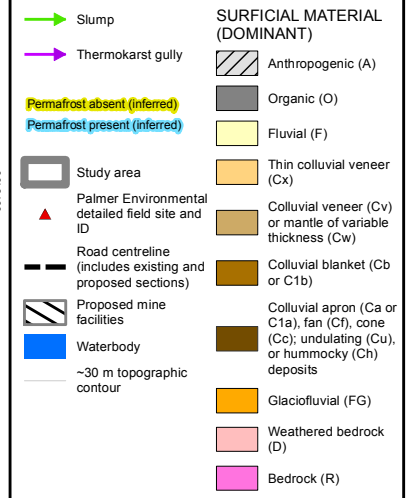 Slump
Thermokarst gully
Permafrost absent (inferred)
Permafrost present (inferred)
Study area
Palmer Environmental
detailed field site and
ID
Road centreline
(includes existing and
proposed sections)
Proposed mine
facilities
Waterbody
~30 m topographic
contour
SURFICIAL MATERIAL
(DOMINANT)
Anthropogenic (A)
Organic (O)
Fluvial (F)
Thin colluvial veneer
(Cx)
Colluvial veneer (Cv)
or mantle of variable
thickness (Cw)
Colluvial blanket (Cb
or C1b)
Colluvial apron (Ca or
C1a), fan (Cf), cone
(Cc); undulating (Cu),
or hummocky (Ch)
deposits
Glaciofluvial (FG)
Weathered bedrock
(D)
Bedrock (R)